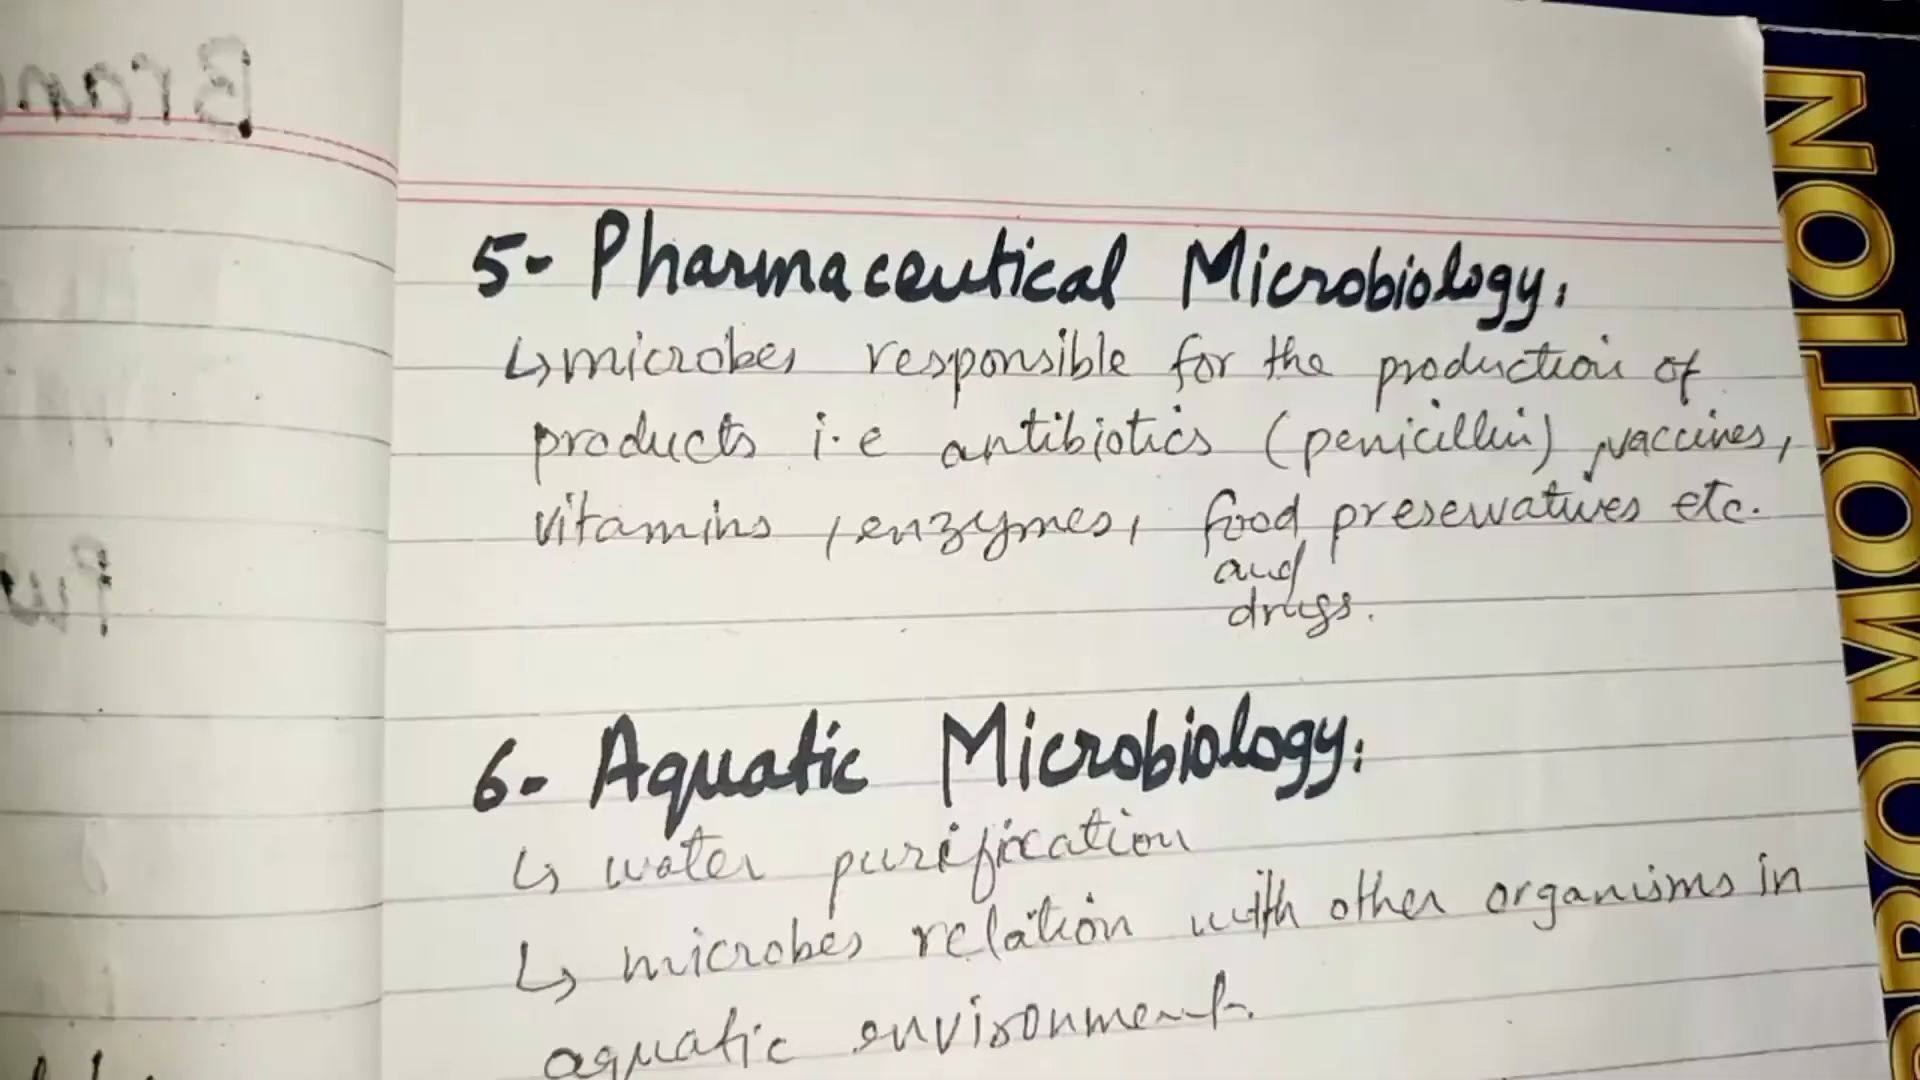 5- Pharmaceutical Microbiology:
↳ microbes responsible for the production of
products i.e antibiotics (penicillin), vaccines,
vitamins, enzymes, food preservatives etc.
and
drugs.
6- Aquatic Microbiology:
↳ water purification
↳ microbes relation with other organisms in
aquatic environment.
PROMOTION